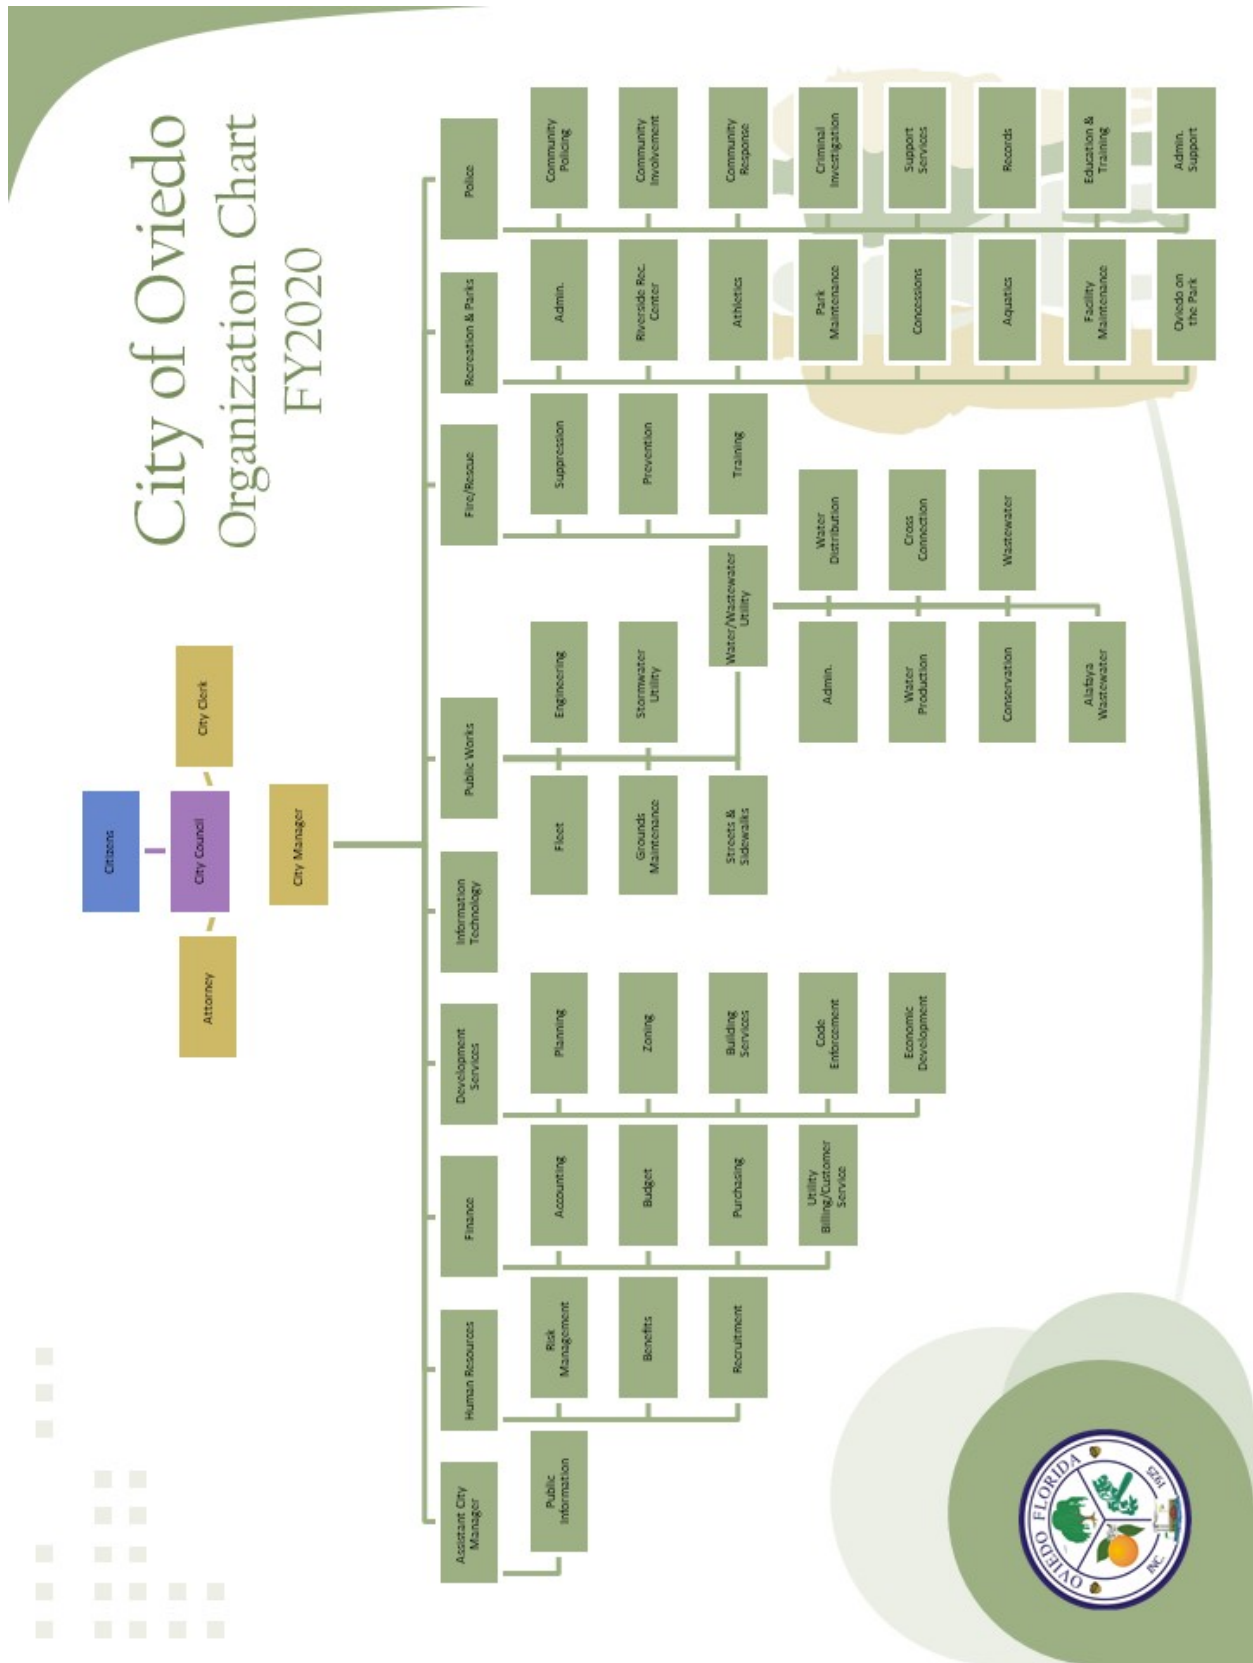 City of Oviedo
Organization Chart
FY2020
Citizens
City Council
Attorney
City Clerk
City Manager
Assistant City
Manager
Public
Information
Human Resources
Risk
Management
Benefits
Recruitment
Finance
Accounting
Budget
Purchasing
Utility
Billing/Customer
Service
Development
Services
Planning
Zoning
Building
Services
Code
Enforcement
Economic
Development
Information
Technology
Public Works
Fleet
Engineering
Grounds
Maintenance
Stormwater
Utility
Streets &
Sidewalks
Water/Wastewater
Utility
Admin.
Water
Distribution
Water
Production
Cross
Connection
Conservation
Wastewater
Alafaya
Wastewater
Fire/Rescue
Suppression
Prevention
Training
Recreation & Parks
Admin.
Riverside Rec.
Center
Athletics
Park
Maintenance
Concessions
Aquatics
Facility
Maintenance
Oviedo on
the Park
Police
Community
Policing
Community
Involvement
Community
Response
Criminal
Investigation
Support
Services
Records
Education &
Training
Admin.
Support
OVIEDO FLORIDA
INC. 1925